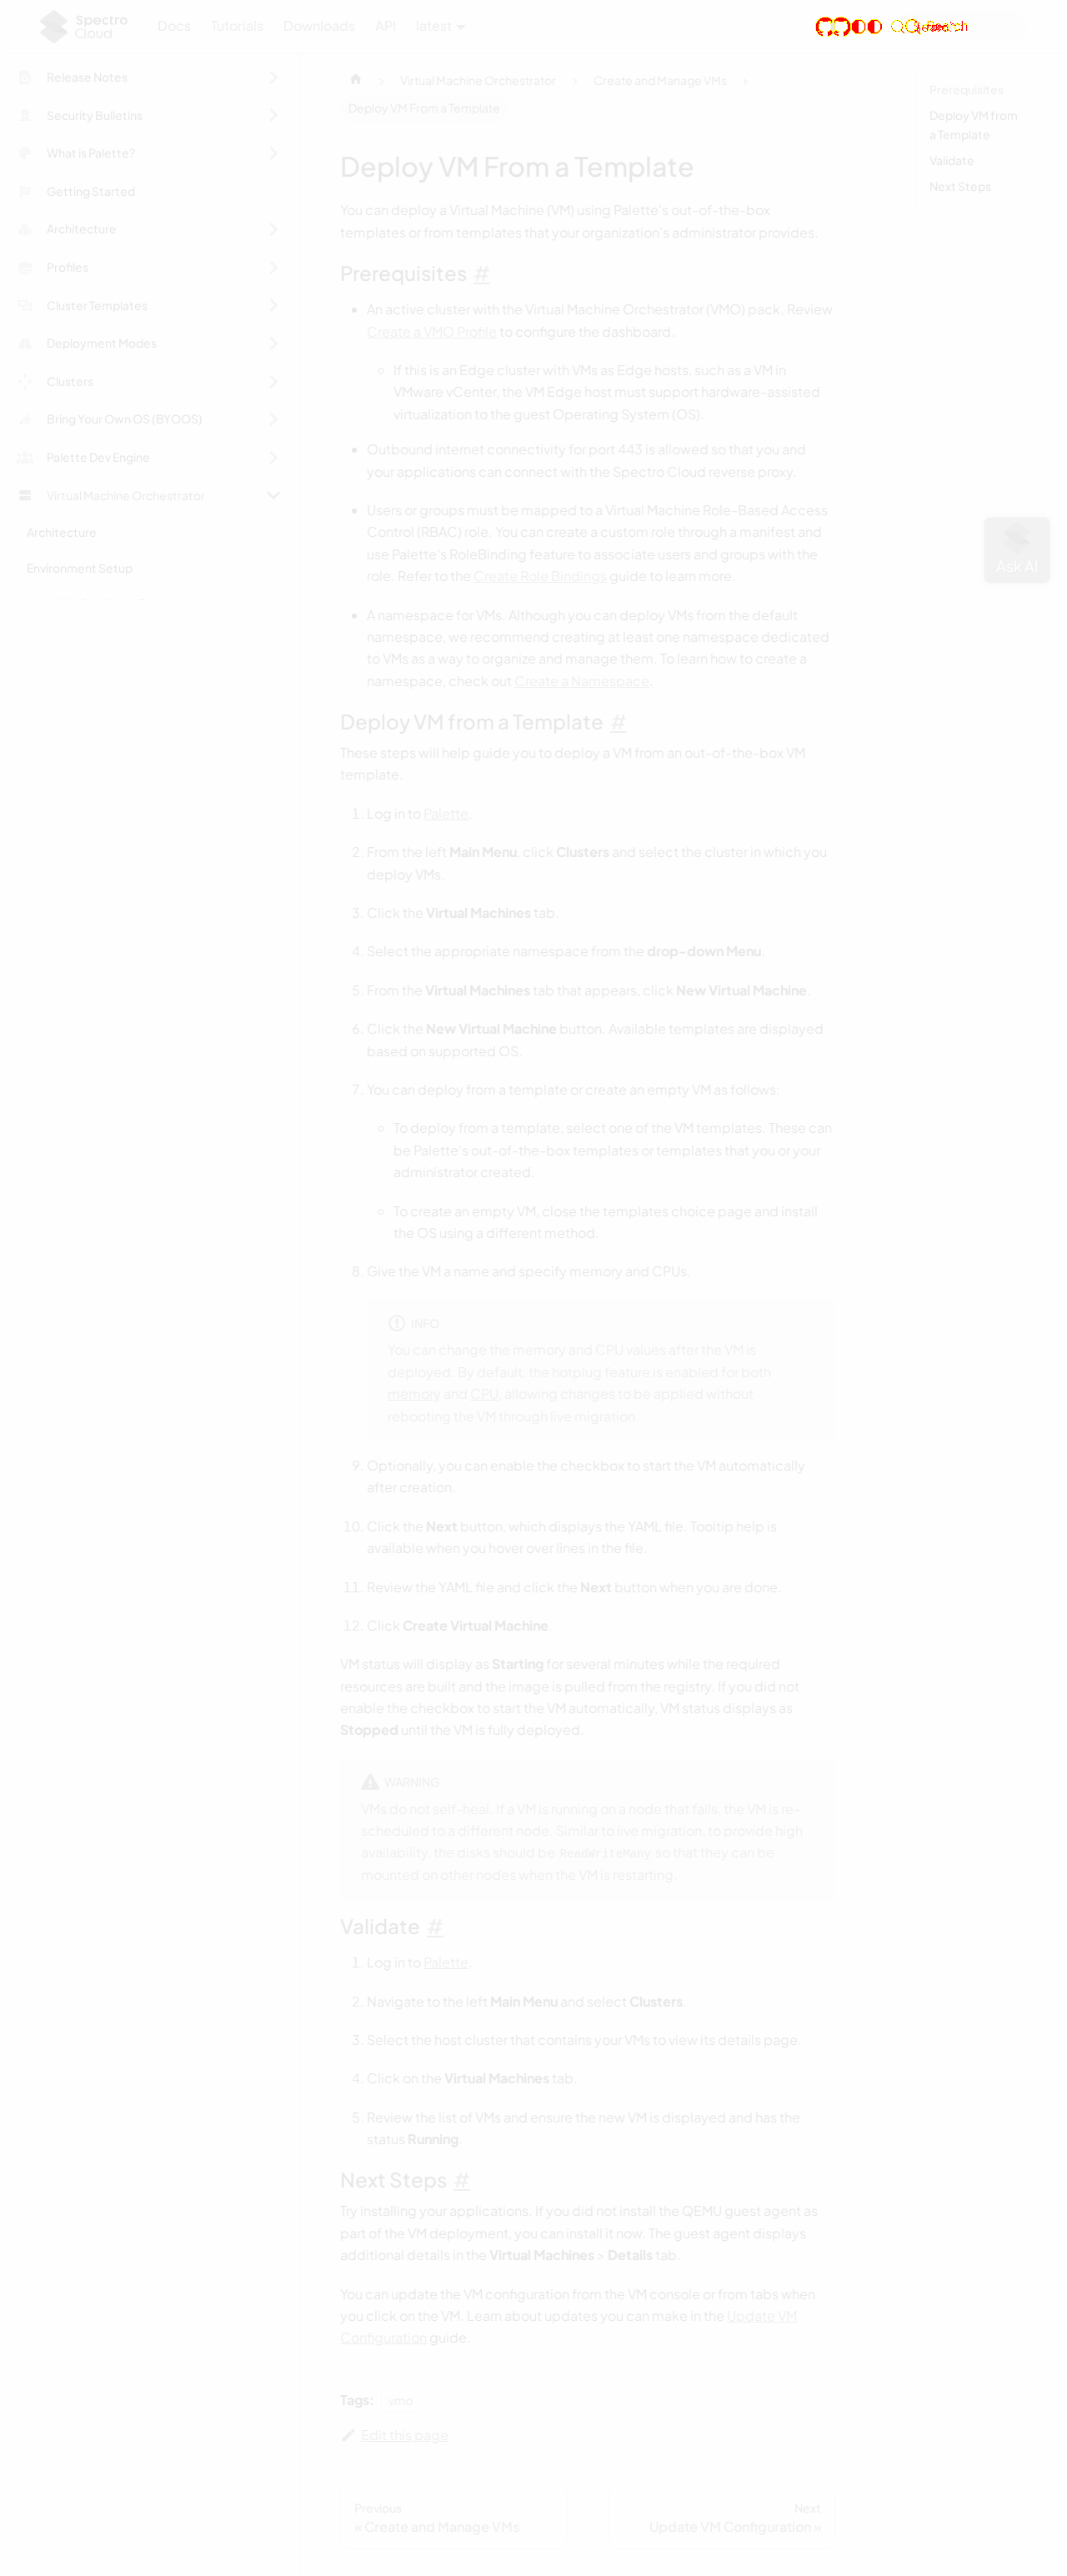 Spectro
Cloud
Docs Tutorials Downloads API latest
Release Notes
Security Bulletins
What is Palette?
Getting Started
Architecture
Profiles
Cluster Templates
Deployment Modes
Clusters
Bring Your Own OS (BYOOS)
Palette Dev Engine
Virtual Machine Orchestrator
Architecture
Environment Setup
Virtual Machine Orchestrator > Create and Manage VMs >
Deploy VM From a Template
Deploy VM From a Template
You can deploy a Virtual Machine (VM) using Palette's out-of-the-box
templates or from templates that your organization's administrator provides.
Prerequisites #
An active cluster with the Virtual Machine Orchestrator (VMO) pack. Review
Create a VMO Profile to configure the dashboard.
If this is an Edge cluster with VMs as Edge hosts, such as a VM in
VMware vCenter, the VM Edge host must support hardware-assisted
virtualization to the guest Operating System (OS).
Outbound internet connectivity for port 443 is allowed so that you and
your applications can connect with the Spectro Cloud reverse proxy.
Users or groups must be mapped to a Virtual Machine Role-Based Access
Control (RBAC) role. You can create a custom role through a manifest and
use Palette's RoleBinding feature to associate users and groups with the
role. Refer to the Create Role Bindings guide to learn more.
A namespace for VMs. Although you can deploy VMs from the default
namespace, we recommend creating at least one namespace dedicated
to VMs as a way to organize and manage them. To learn how to create a
namespace, check out Create a Namespace.
Deploy VM from a Template #
These steps will help guide you to deploy a VM from an out-of-the-box VM
template.
1. Log in to Palette.
2. From the left Main Menu, click Clusters and select the cluster in which you
deploy VMs.
3. Click the Virtual Machines tab.
4. Select the appropriate namespace from the drop-down Menu.
5. From the Virtual Machines tab that appears, click New Virtual Machine.
6. Click the New Virtual Machine button. Available templates are displayed
based on supported OS.
7. You can deploy from a template or create an empty VM as follows:
To deploy from a template, select one of the VM templates. These can
be Palette's out-of-the-box templates or templates that you or your
administrator created.
To create an empty VM, close the templates choice page and install
the OS using a different method.
8. Give the VM a name and specify memory and CPUs.
INFO
You can change the memory and CPU values after the VM is
deployed. By default, the hotplug feature is enabled for both
memory and CPU, allowing changes to be applied without
rebooting the VM through live migration.
9. Optionally, you can enable the checkbox to start the VM automatically
after creation.
10. Click the Next button, which displays the YAML file. Tooltip help is
available when you hover over lines in the file.
11. Review the YAML file and click the Next button when you are done.
12. Click Create Virtual Machine.
VM status will display as Starting for several minutes while the required
resources are built and the image is pulled from the registry. If you did not
enable the checkbox to start the VM automatically, VM status displays as
Stopped until the VM is fully deployed.
WARNING
VMs do not self-heal. If a VM is running on a node that fails, the VM is re-
scheduled to a different node. Similar to live migration, to provide high
availability, the disks should be ReadWriteMany so that they can be
mounted on other nodes when the VM is restarting.
Validate #
1. Log in to Palette.
2. Navigate to the left Main Menu and select Clusters.
3. Select the host cluster that contains your VMs to view its details page.
4. Click on the Virtual Machines tab.
5. Review the list of VMs and ensure the new VM is displayed and has the
status Running.
Next Steps #
Try installing your applications. If you did not install the QEMU guest agent as
part of the VM deployment, you can install it now. The guest agent displays
additional details in the Virtual Machines > Details tab.
You can update the VM configuration from the VM console or from tabs when
you click on the VM. Learn about updates you can make in the Update VM
Configuration guide.
Tags: vmo
Edit this page
Previous
« Create and Manage VMs
Next
Update VM Configuration »
Prerequisites
Deploy VM from
a Template
Validate
Next Steps
Ask AI